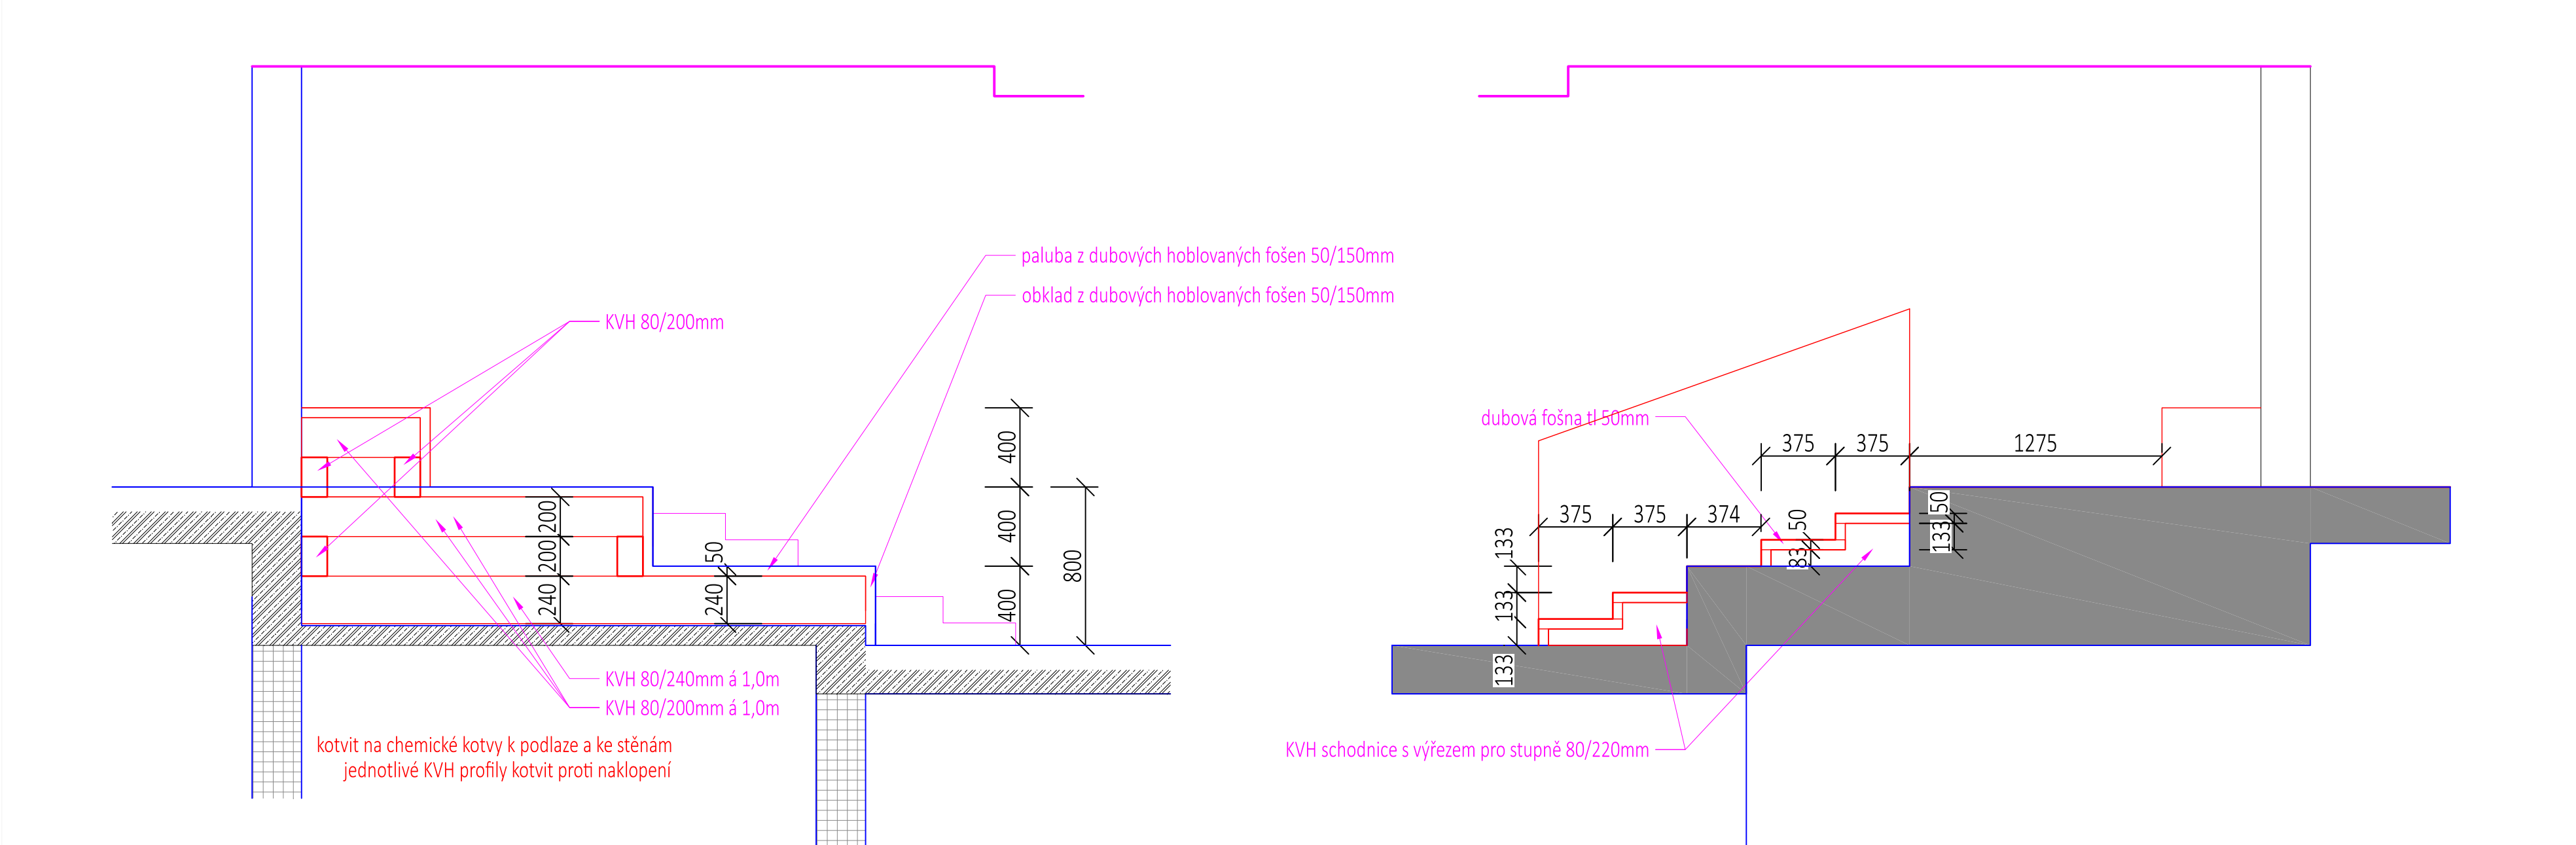 paluba z dubových hoblovaných fošen 50/150mm
obklad z dubových hoblovaných fošen 50/150mm
KVH 80/200mm
400
400
400
800
200
200
240
50
240
KVH 80/240mm á 1,0m
KVH 80/200mm á 1,0m
kotvit na chemické kotvy k podlaze a ke stěnám
jednotlivé KVH profily kotvit proti naklopení
dubová fošna tl 50mm
375
375
1275
375
375
374
50
83
50
133
133
133
133
KVH schodnice s výřezem pro stupně 80/220mm